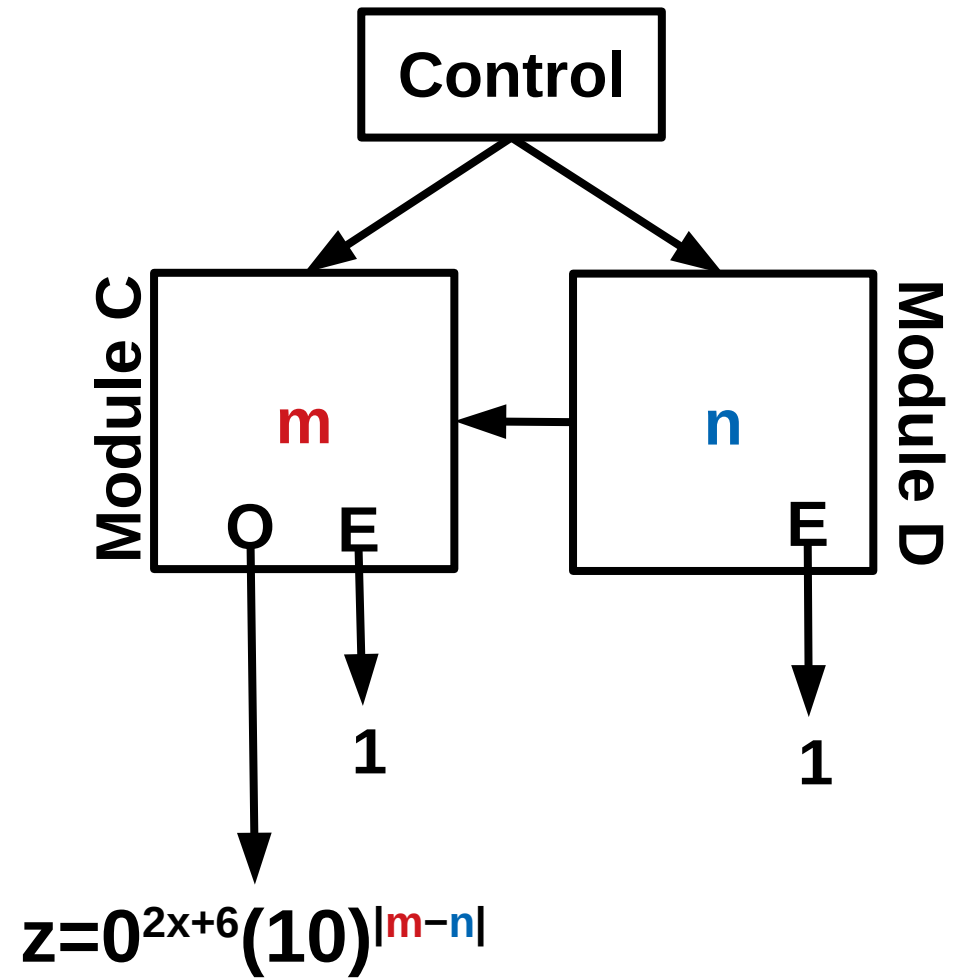 Control
Module C
m
n
Module D
O E
E
1
1
z=0^{2x+6}(10)^{|m−n|}